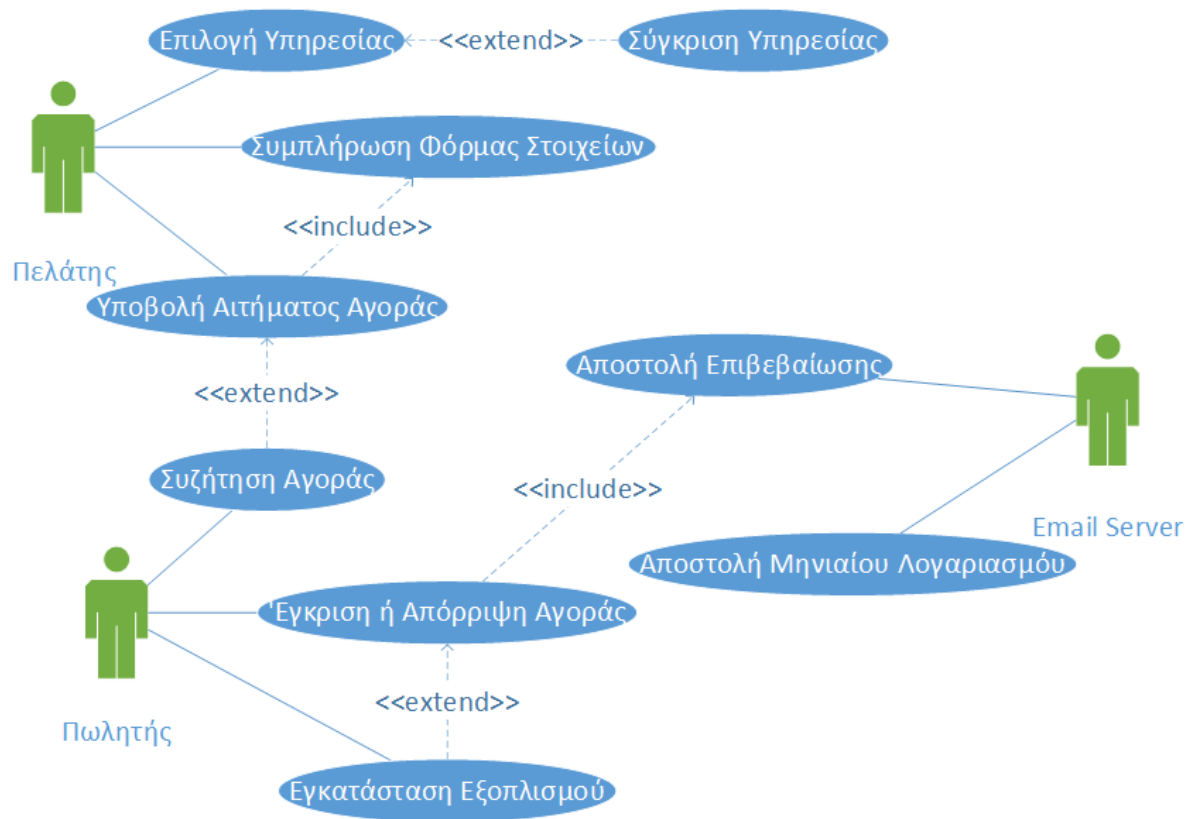 Επιλογή Υπηρεσίας
<<extend>>
Σύγκριση Υπηρεσίας
Συμπλήρωση Φόρμας Στοιχείων
<<include>>
Πελάτης
Υποβολή Αιτήματος Αγοράς
Αποστολή Επιβεβαίωσης
<<extend>>
Συζήτηση Αγοράς
<<include>>
Email Server
Αποστολή Μηνιαίου Λογαριασμόυ
Έγκριση ή Απόρριψη Αγοράς
<<extend>>
Πωλητής
Εγκατάσταση Εξοπλισμού